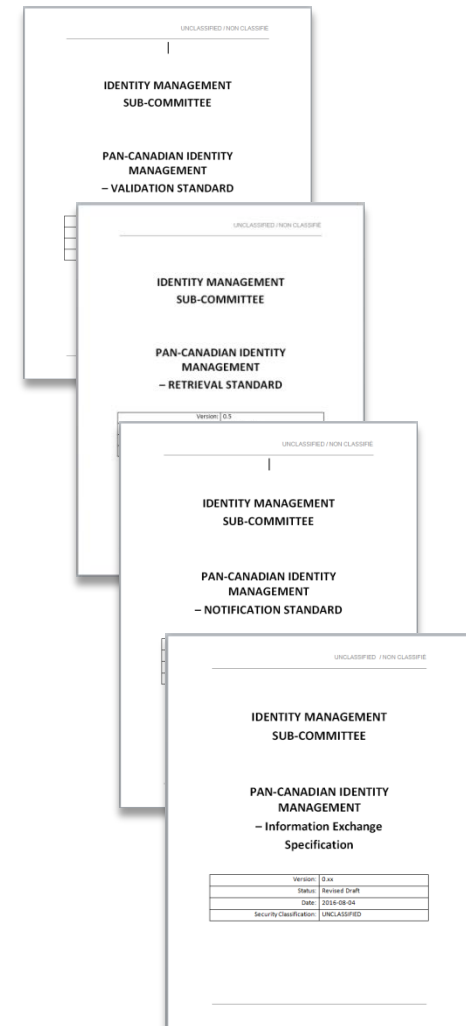 UNCLASSIFIED / NON CLASSIFIE
IDENTITY MANAGEMENT
SUB-COMMITTEE
PAN-CANADIAN IDENTITY
MANAGEMENT
– VALIDATION STANDARD
UNCLASSIFIED / NON CLASSIFIE
IDENTITY MANAGEMENT
SUB-COMMITTEE
PAN-CANADIAN IDENTITY
MANAGEMENT
– RETRIEVAL STANDARD
Version: 0.5
UNCLASSIFIED / NON CLASSIFIE
IDENTITY MANAGEMENT
SUB-COMMITTEE
PAN-CANADIAN IDENTITY
MANAGEMENT
– NOTIFICATION STANDARD
UNCLASSIFIED / NON CLASSIFIÉ
IDENTITY MANAGEMENT
SUB-COMMITTEE
PAN-CANADIAN IDENTITY
MANAGEMENT
– Information Exchange
Specification
Version: 0.xx
Status: Revised Draft
Date: 2016-08-04
Security Classification: UNCLASSIFIED